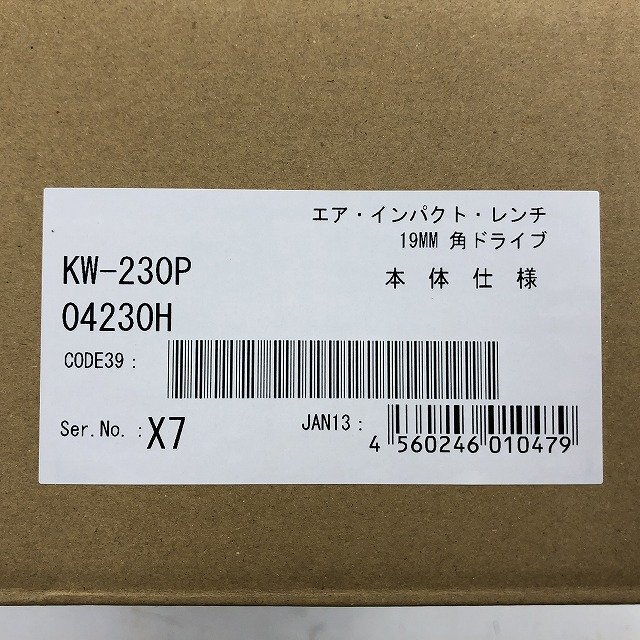 エア・インパクト・レンチ
19MM 角ドライブ
KW-230P
本体仕様
04230H
CODE39 :
Ser.No. : X7
JAN13 :
4 560246 010479